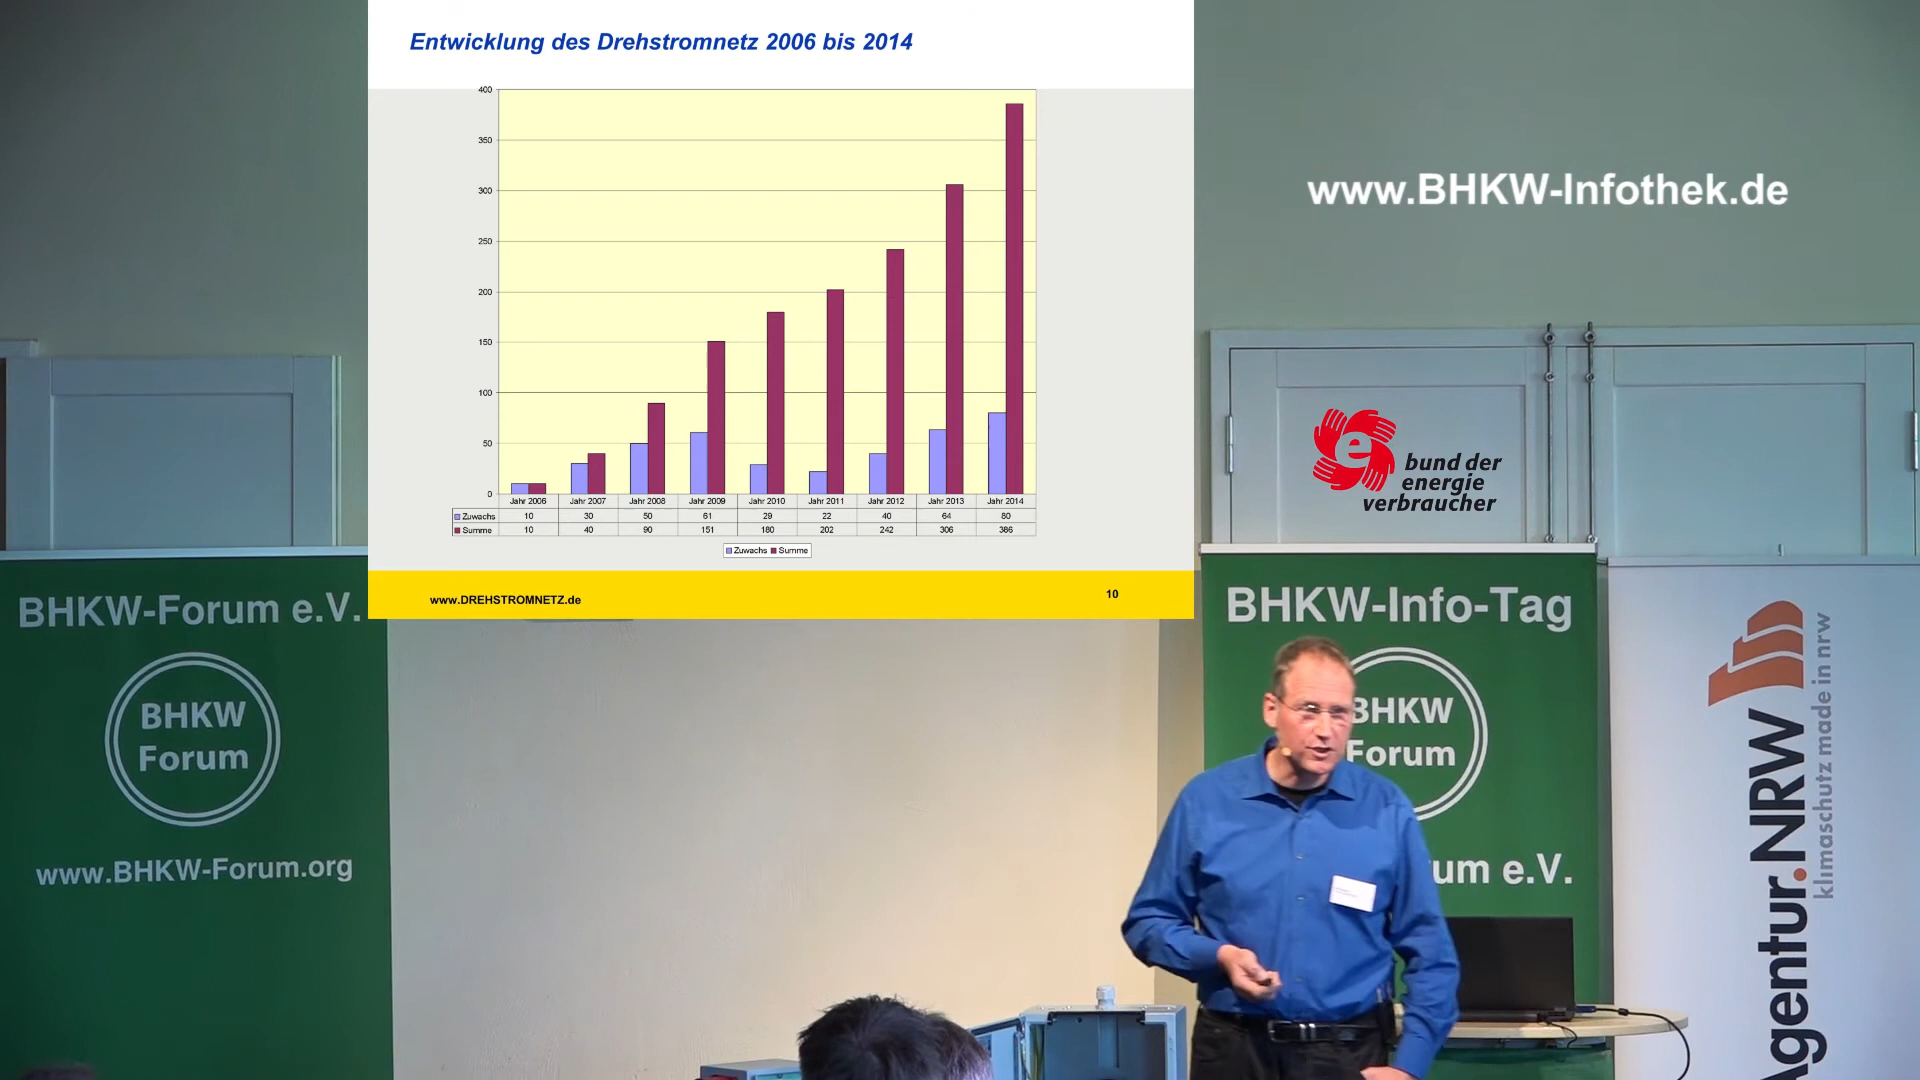 Entwicklung des Drehstromnetz 2006 bis 2014
400
350
300
250
200
150
100
50
0
Jahr 2006 Jahr 2007 Jahr 2008 Jahr 2009 Jahr 2010 Jahr 2011 Jahr 2012 Jahr 2013 Jahr 2014
Zuwachs 10 30 50 61 29 22 40 64 80
Summe 10 40 90 151 180 202 242 306 386
Zuwachs Summe
www.DREHSTROMNETZ.de
10
www.BHKW-Infothek.de
e
bund der
energie
verbraucher
BHKW-Forum e.V.
BHKW
Forum
www.BHKW-Forum.org
BHKW-Info-Tag
BHKW
Forum
um e.V.
Agentur.NRW
klimaschutz made in nrw